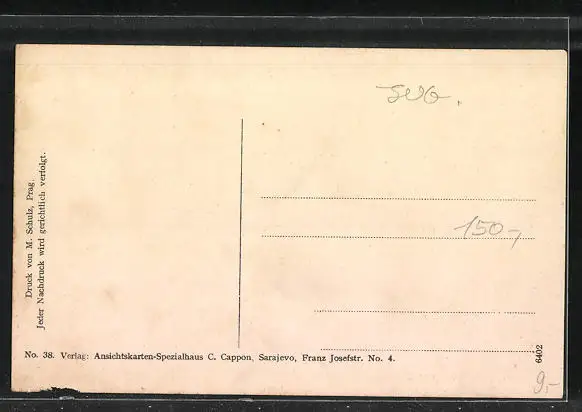 Druck von M. Schulz, Prag.
Jeder Nachdruck wird gerichtlich verfolgt.
150,-
No. 38. Verlag: Ansichtskarten-Spezialhaus C. Cappon, Sarajevo, Franz Josefstr. No. 4.
6402
9,-